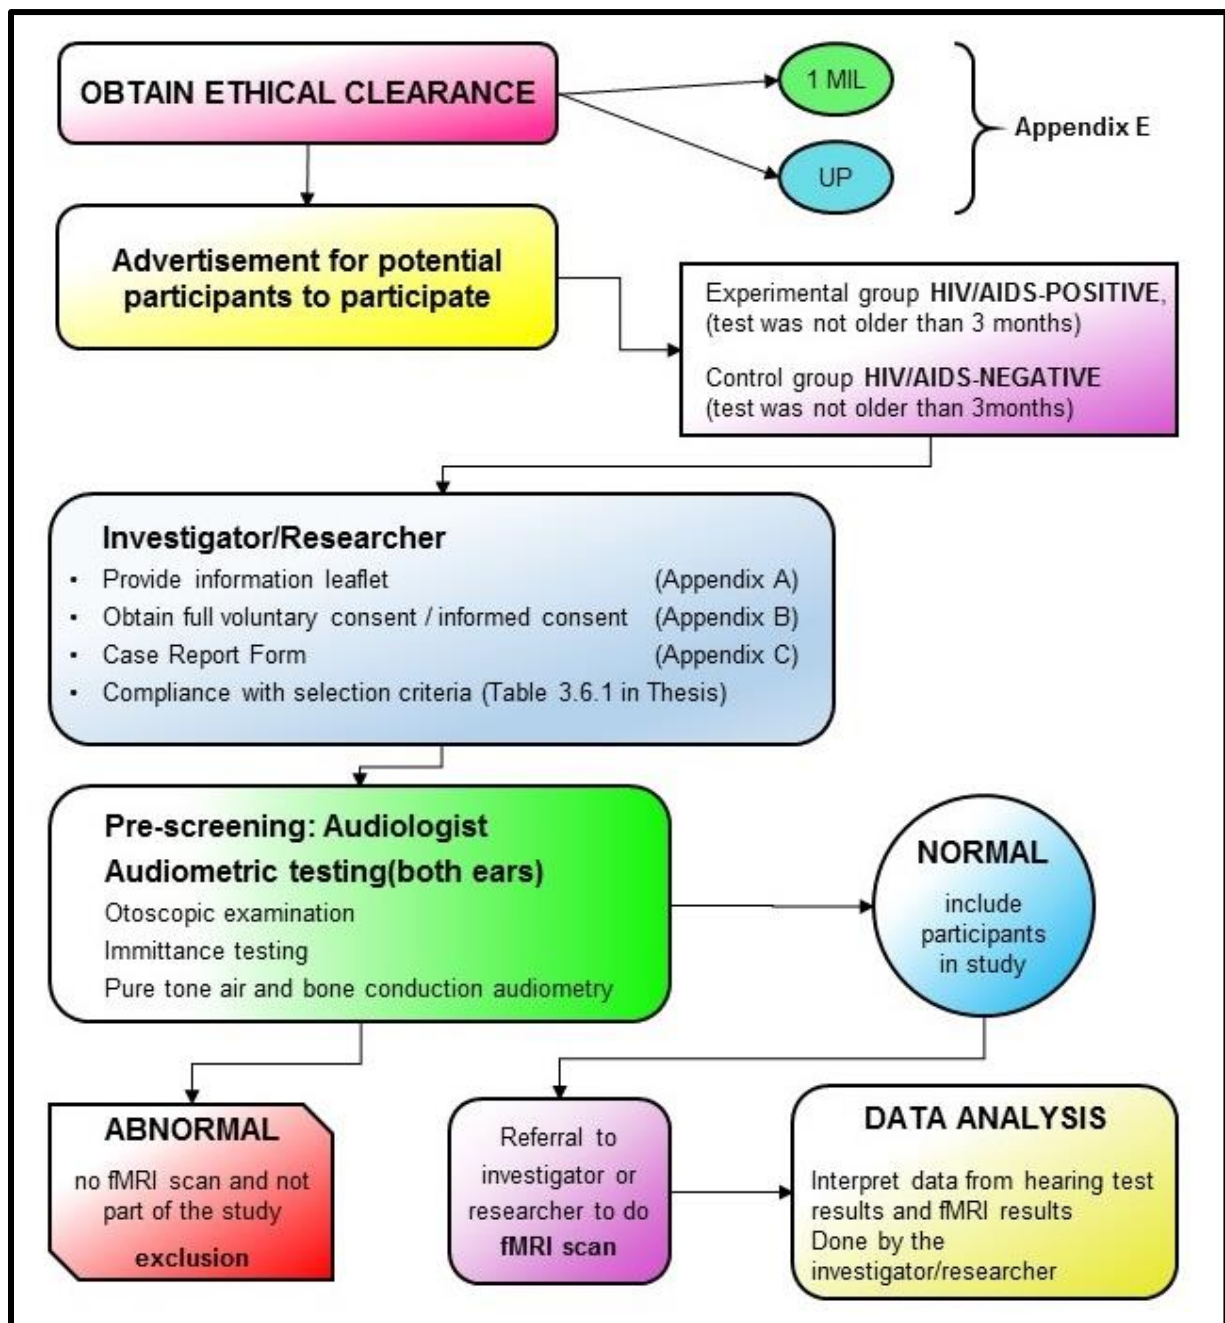 OBTAIN ETHICAL CLEARANCE
1 MIL
UP
Appendix E
Advertisement for potential
participants to participate
Experimental group HIV/AIDS-POSITIVE,
(test was not older than 3 months)
Control group HIV/AIDS-NEGATIVE
(test was not older than 3months)
Investigator/Researcher
• Provide information leaflet (Appendix A)
• Obtain full voluntary consent / informed consent (Appendix B)
• Case Report Form (Appendix C)
• Compliance with selection criteria (Table 3.6.1 in Thesis)
Pre-screening: Audiologist
Audiometric testing(both ears)
Otoscopic examination
Immittance testing
Pure tone air and bone conduction audiometry
NORMAL
include
participants
in study
ABNORMAL
no fMRI scan and not
part of the study
exclusion
Referral to
investigator or
researcher to do
fMRI scan
DATA ANALYSIS
Interpret data from hearing test
results and fMRI results
Done by the
investigator/researcher